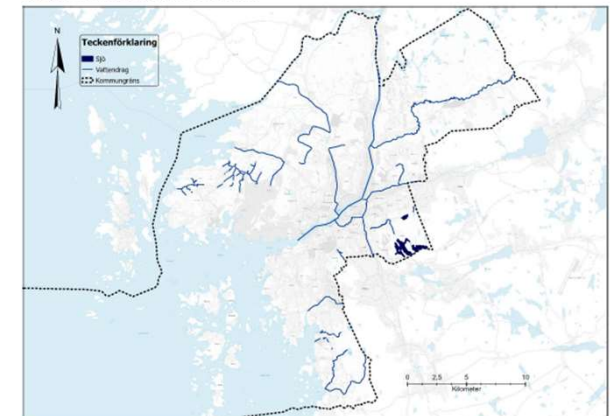 N
Teckenförklaring
Sjö
Vattendrag
Kommungräns
0 2,5 5 10
Kilometer